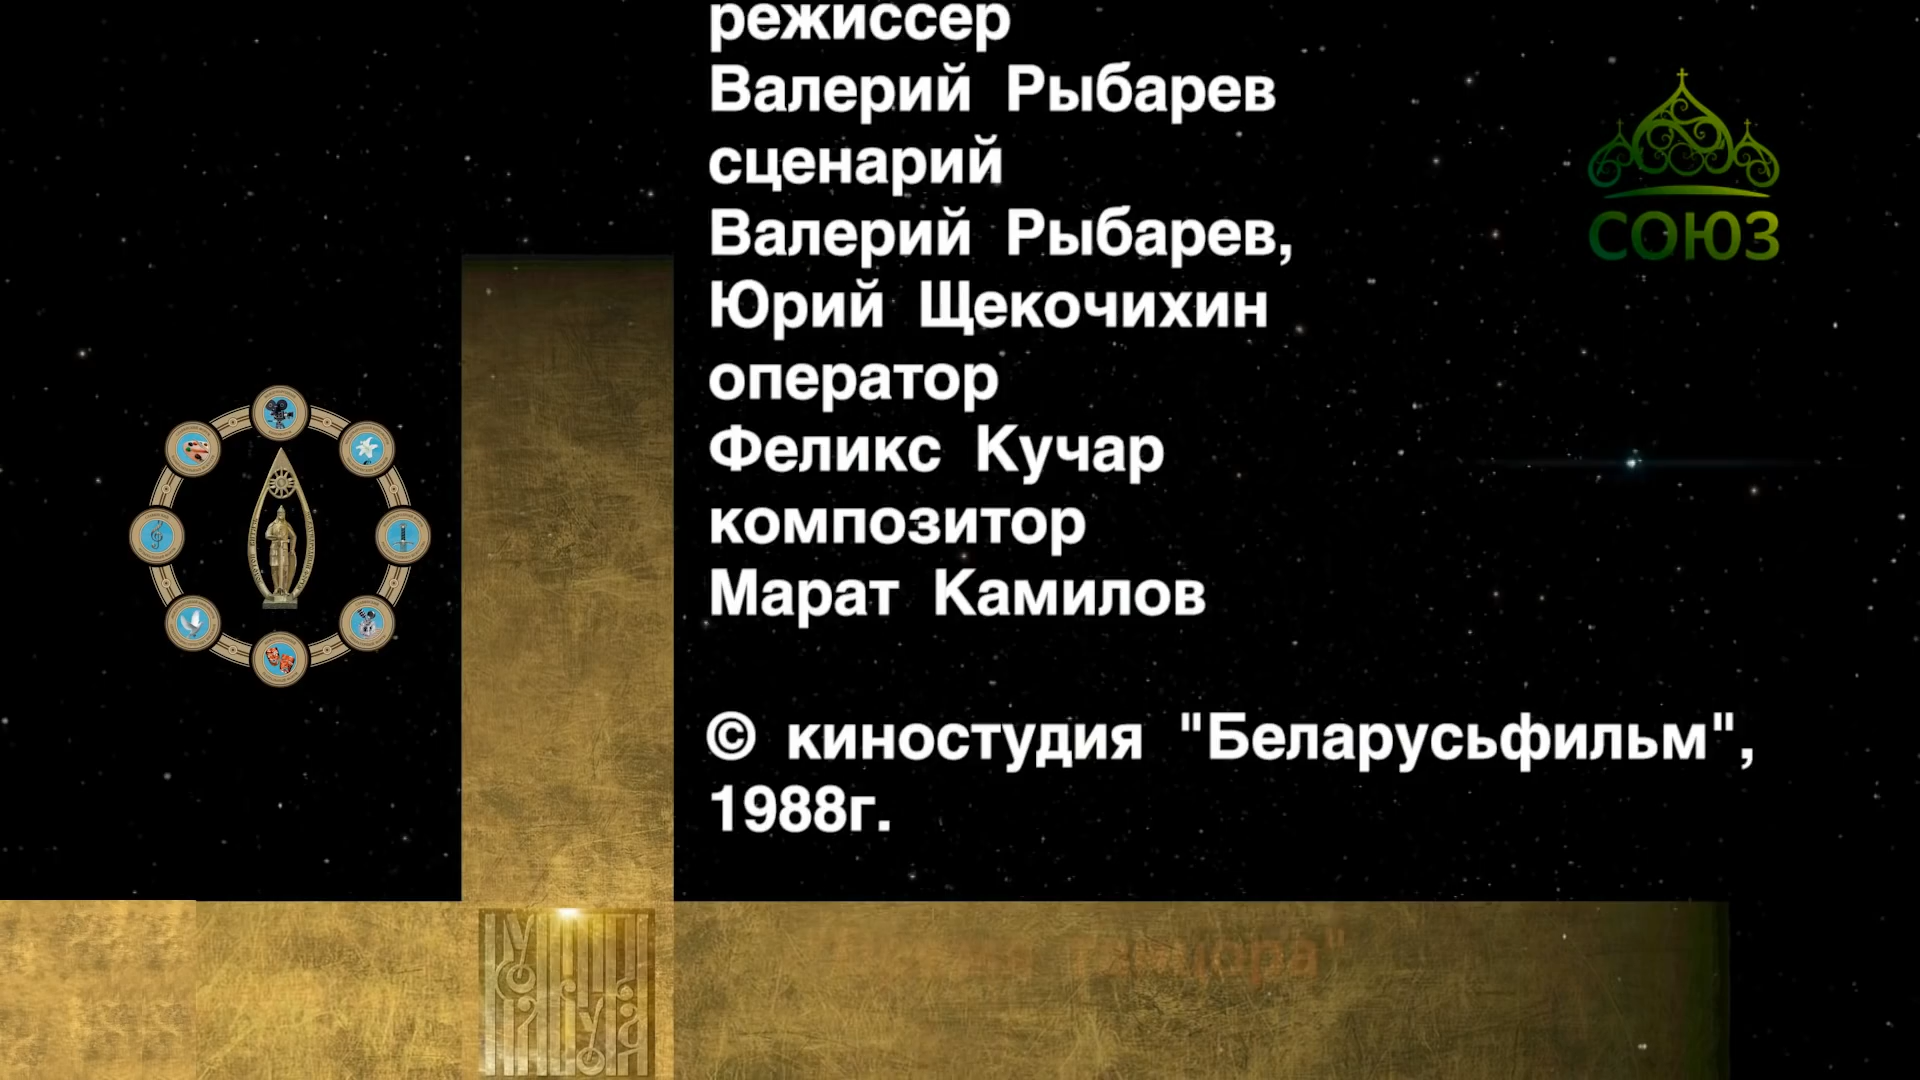 режиссер
Валерий Рыбарев
сценарий
Валерий Рыбарев,
Юрий Щекочихин
оператор
Феликс Кучар
композитор
Марат Камилов
© киностудия "Беларусьфильм",
1988г.
СОЮЗ